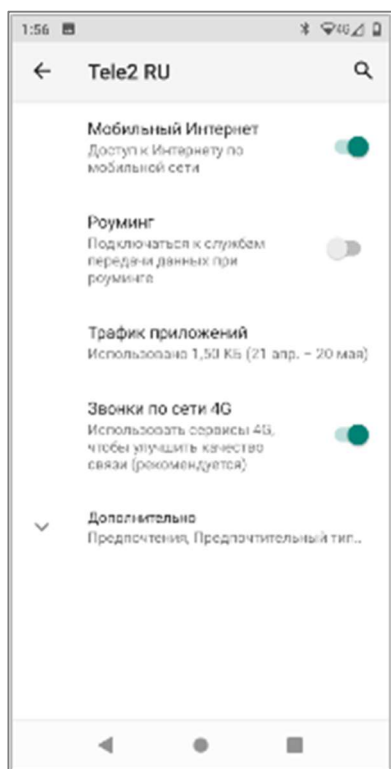 1:56 4G
Tele2 RU
Мобильный Интернет
Доступ к Интернету по
мобильной сети
Роуминг
Подключаться к службам
передачи данных при
роуминге
Трафик приложений
Использовано 1,50 КБ (21 апр. – 20 мая)
Звонки по сети 4G
Использовать сервисы 4G,
чтобы улучшить качество
связи (рекомендуется)
Дополнительно
Предпочтения, Предпочтительный тип..